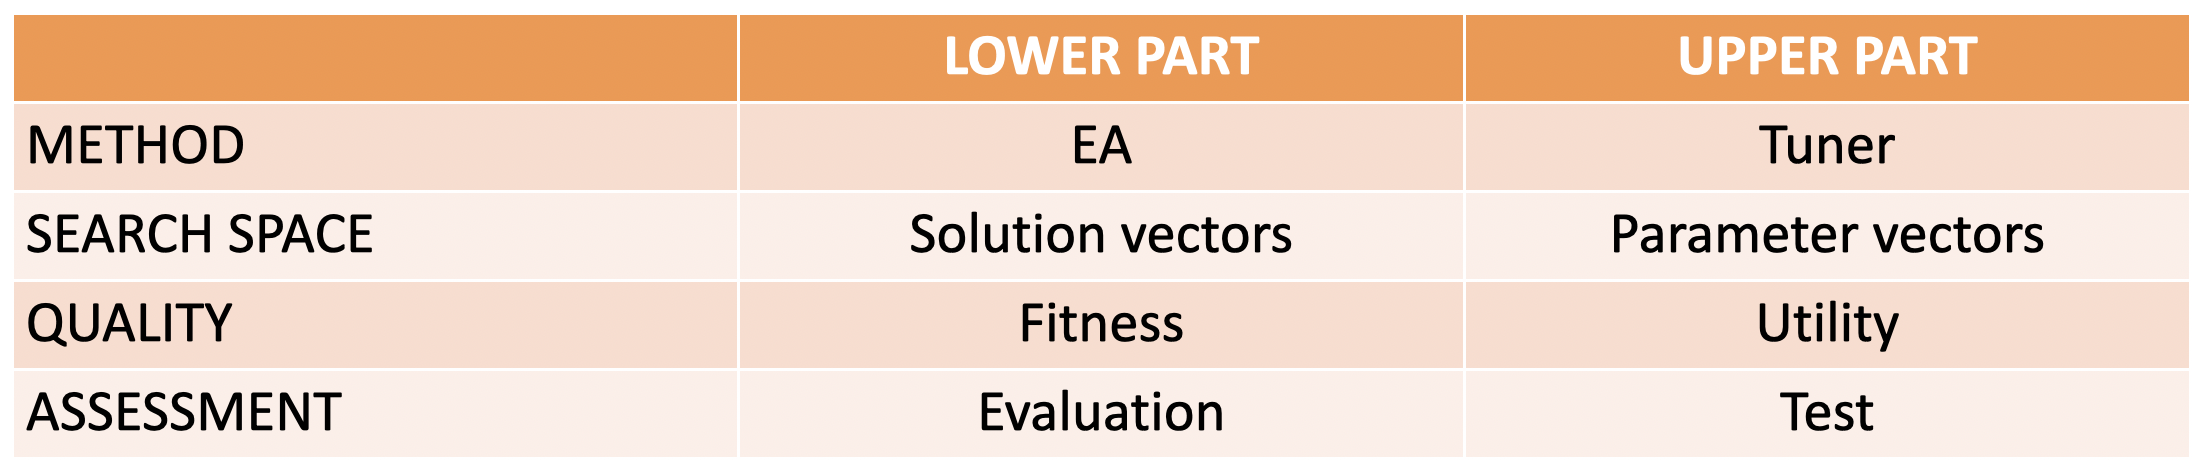 LOWER PART UPPER PART
METHOD EA Tuner
SEARCH SPACE Solution vectors Parameter vectors
QUALITY Fitness Utility
ASSESSMENT Evaluation Test